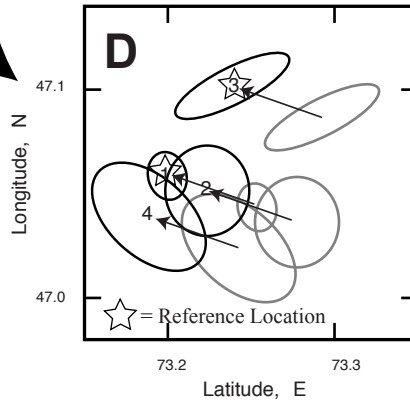 D
47.1
3
1
2
4
47.0
= Reference Location
73.2
73.3
Longitude, N
Latitude, E